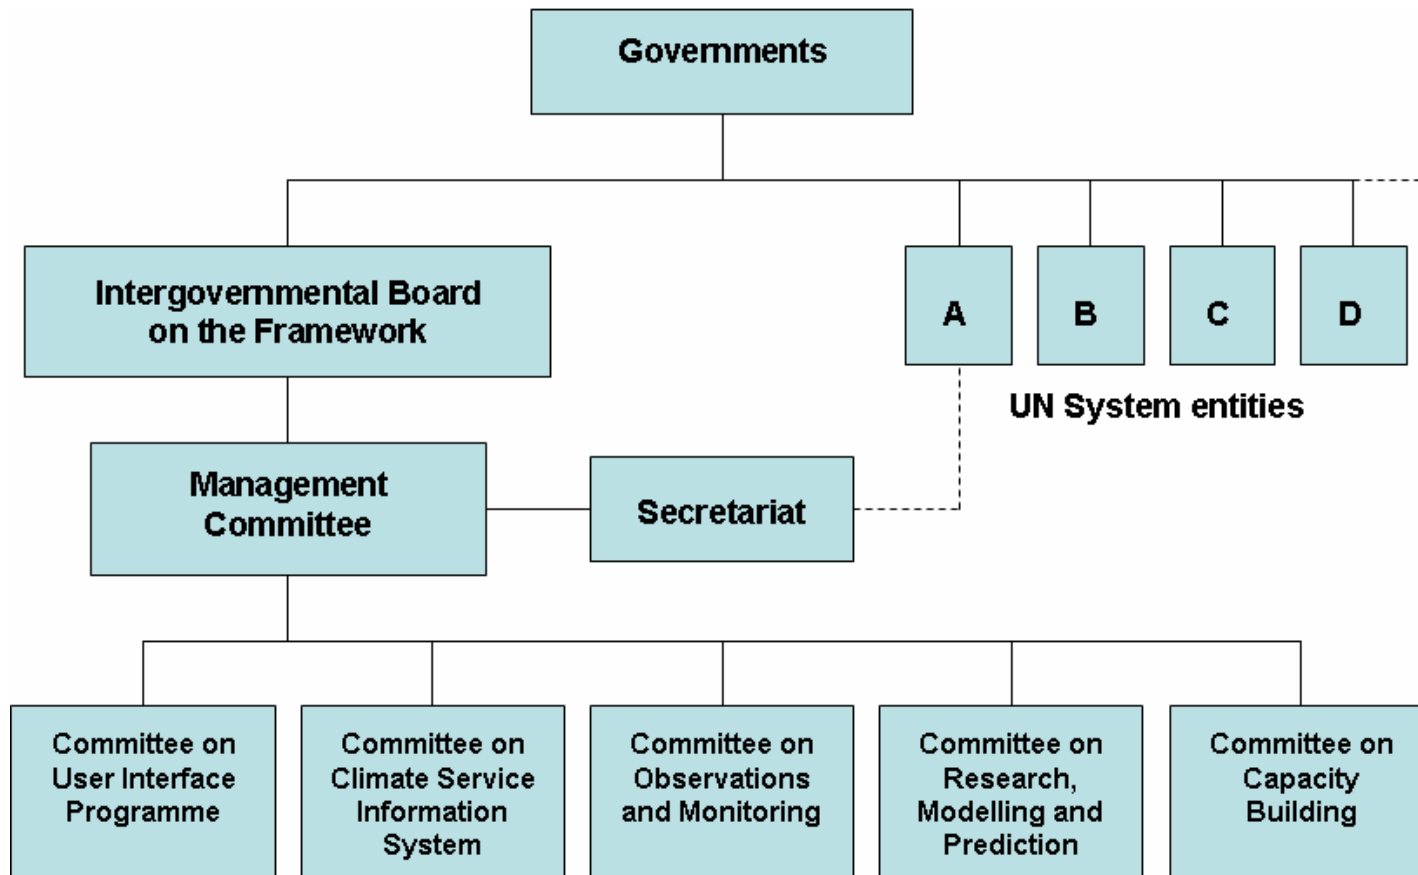 Governments
Intergovernmental Board
on the Framework
A
B
C
D
UN System entities
Management
Committee
Secretariat
Committee on
User Interface
Programme
Committee on
Climate Service
Information
System
Committee on
Observations
and Monitoring
Committee on
Research,
Modelling and
Prediction
Committee on
Capacity
Building